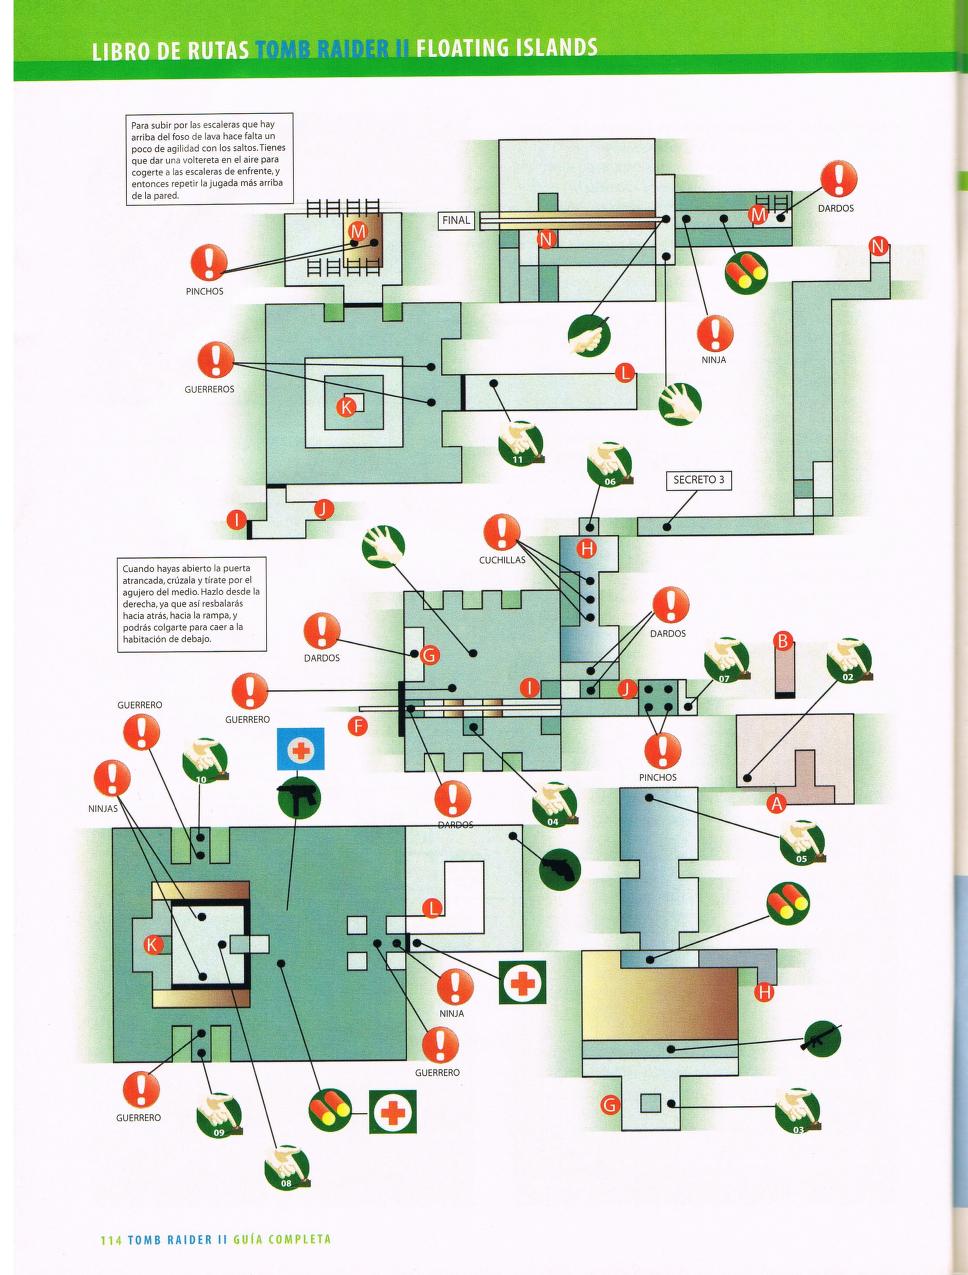 LIBRO DE RUTAS TOMB RAIDER II FLOATING ISLANDS
Para subir por las escaleras que hay
arriba del foso de lava hace falta un
poco de agilidad con los saltos. Tienes
que dar una voltereta en el aire para
cogerte a las escaleras de enfrente, y
entonces repetir la jugada más arriba
de la pared.
DARDOS
M
FINAL
N
M
N
PINCHOS
NINJA
GUERREROS
L
K
11
06
SECRETO 3
I
J
CUCHILLAS
H
Cuando hayas abierto la puerta
atrancada, crúzala y tírate por el
agujero del medio. Hazlo desde la
derecha, ya que así resbalarás
hacia atrás, hacia la rampa, y
podrás colgarte para caer a la
habitación de debajo.
DARDOS
G
DARDOS
B
07
02
I
J
GUERRERO
GUERRERO
F
PINCHOS
10
NINJAS
04
DARDOS
A
05
L
K
H
NINJA
GUERRERO
GUERRERO
G
03
09
08
114 TOMB RAIDER II GUÍA COMPLETA